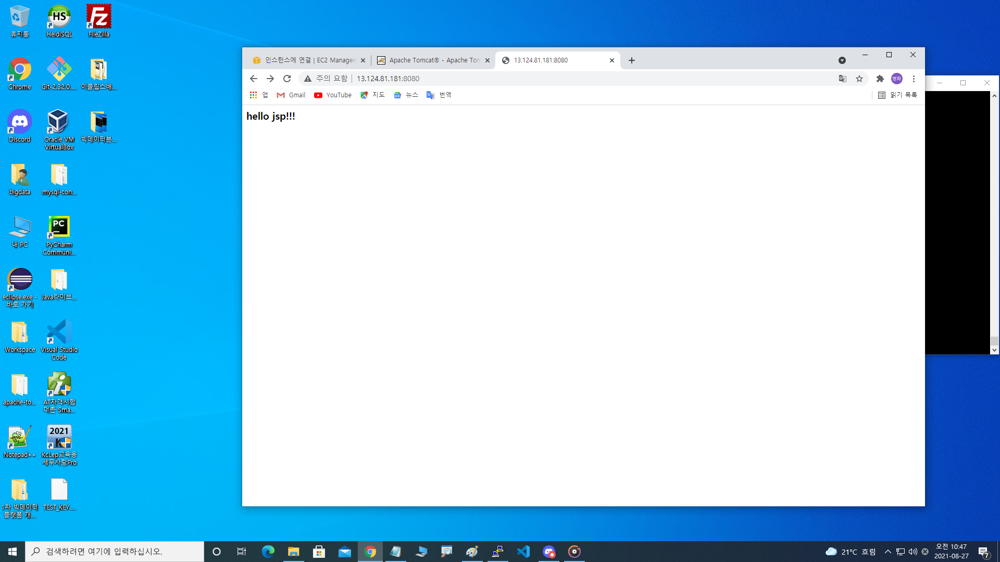 휴지통
HeidiSQL
FileZilla
Chrome
Git-2.32.0....
이클립스배...
Discord
Oracle VM
VirtualBox
빅데이터분...
bigdata
mysql-con...
내 PC
PyCharm
Communi...
eclipse.exe -
바로 가기
Java라이브...
Workspace
Visual Studio
Code
apache-to...
AT자격시험
더존 Sma...
Notepad++
2021
KcLep교육용
세무사랑Pro
1차 빅데이터
플랫폼 개...
TEST_KEY....
인스턴스에 연결 | EC2 Managem
Apache Tomcat® - Apache Tom
13.124.81.181:8080
주의 요함
13.124.81.181:8080
병화
앱
Gmail
YouTube
지도
뉴스
번역
읽기 목록
hello jsp!!!
검색하려면 여기에 입력하십시오.
21°C 흐림
오전 10:47
2021-08-27
7